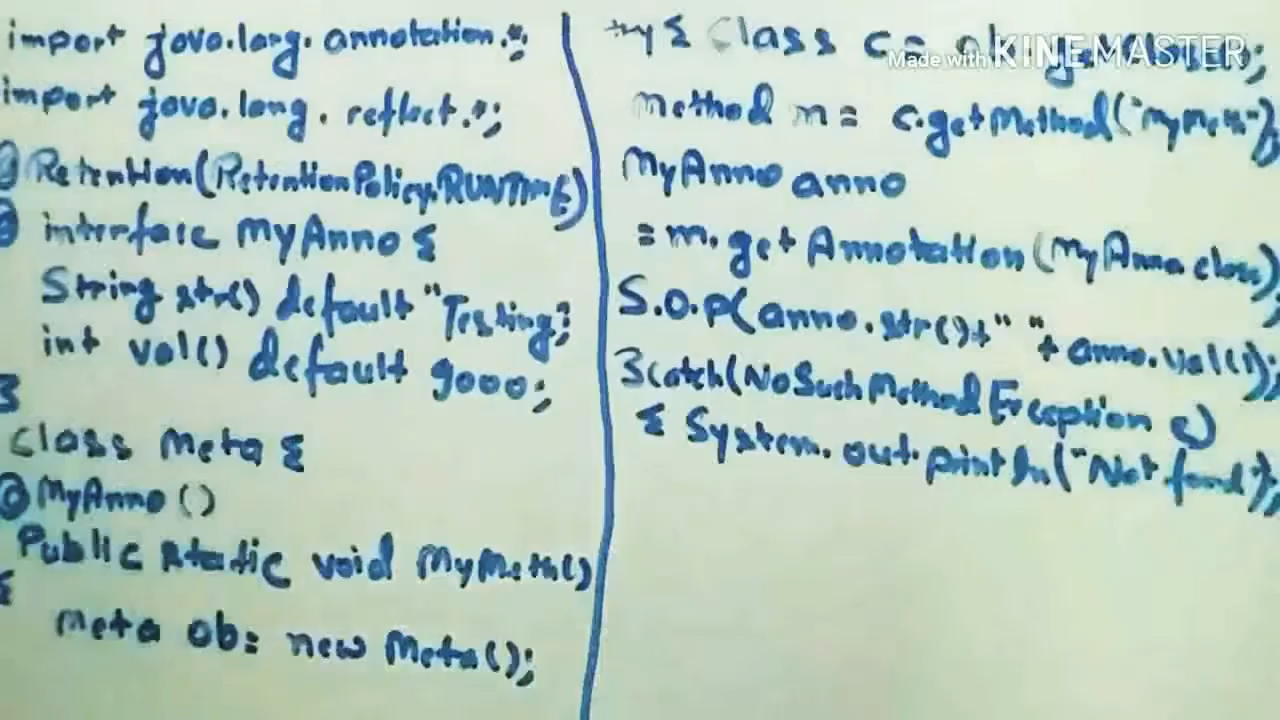 import java.lang.annotation.*;
import java.lang.reflect.*;
@Retention(RetentionPolicy.RUNTIME)
@ interface MyAnno {
String str() default "Testing;
int val() default 9000;
}
class Meta {
@MyAnno ()
Public static void MyMeth()
{
Meta ob= new Meta();
try { Class c= ob.getClass();
Method m= c.getMethod("MyMeth");
MyAnno anno
=m.getAnnotation(MyAnno.class);
S.O.P(anno.str()+" "+anno.val());
}catch(NoSuchMethodException e)
{ System.out.println("Not found");
Made with KINEMASTER